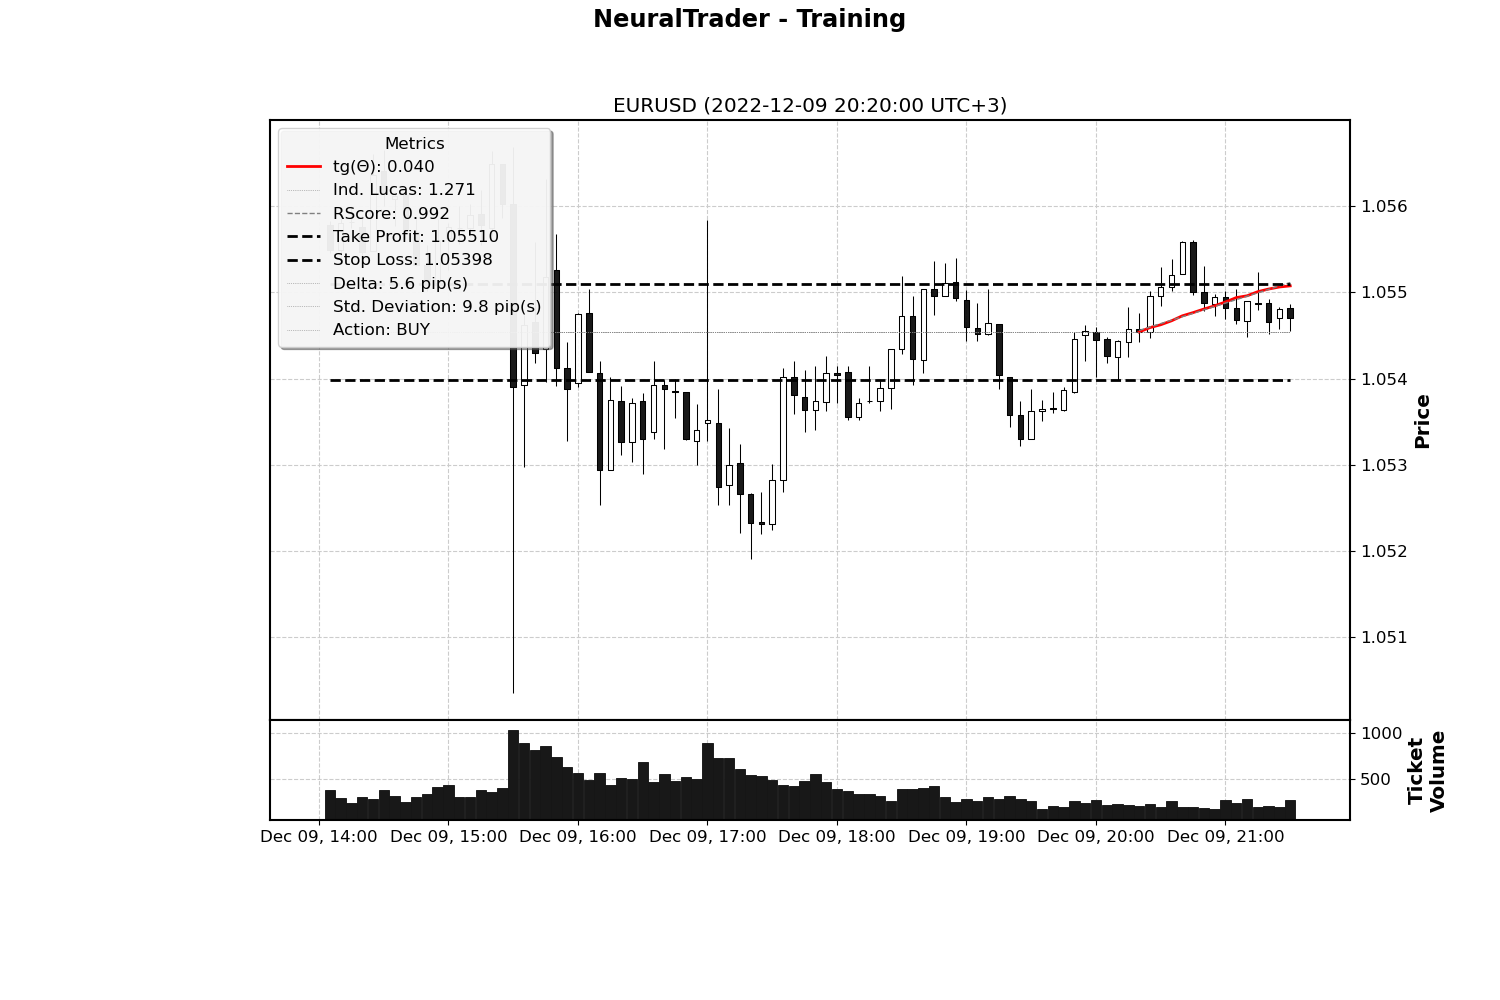 NeuralTrader - Training
EURUSD (2022-12-09 20:20:00 UTC+3)
Metrics
tg(Θ): 0.040
Ind. Lucas: 1.271
RScore: 0.992
Take Profit: 1.05510
Stop Loss: 1.05398
Delta: 5.6 pip(s)
Std. Deviation: 9.8 pip(s)
Action: BUY
1.056
1.055
1.054
1.053
1.052
1.051
Price
1000
500
Ticket
Volume
Dec 09, 14:00
Dec 09, 15:00
Dec 09, 16:00
Dec 09, 17:00
Dec 09, 18:00
Dec 09, 19:00
Dec 09, 20:00
Dec 09, 21:00